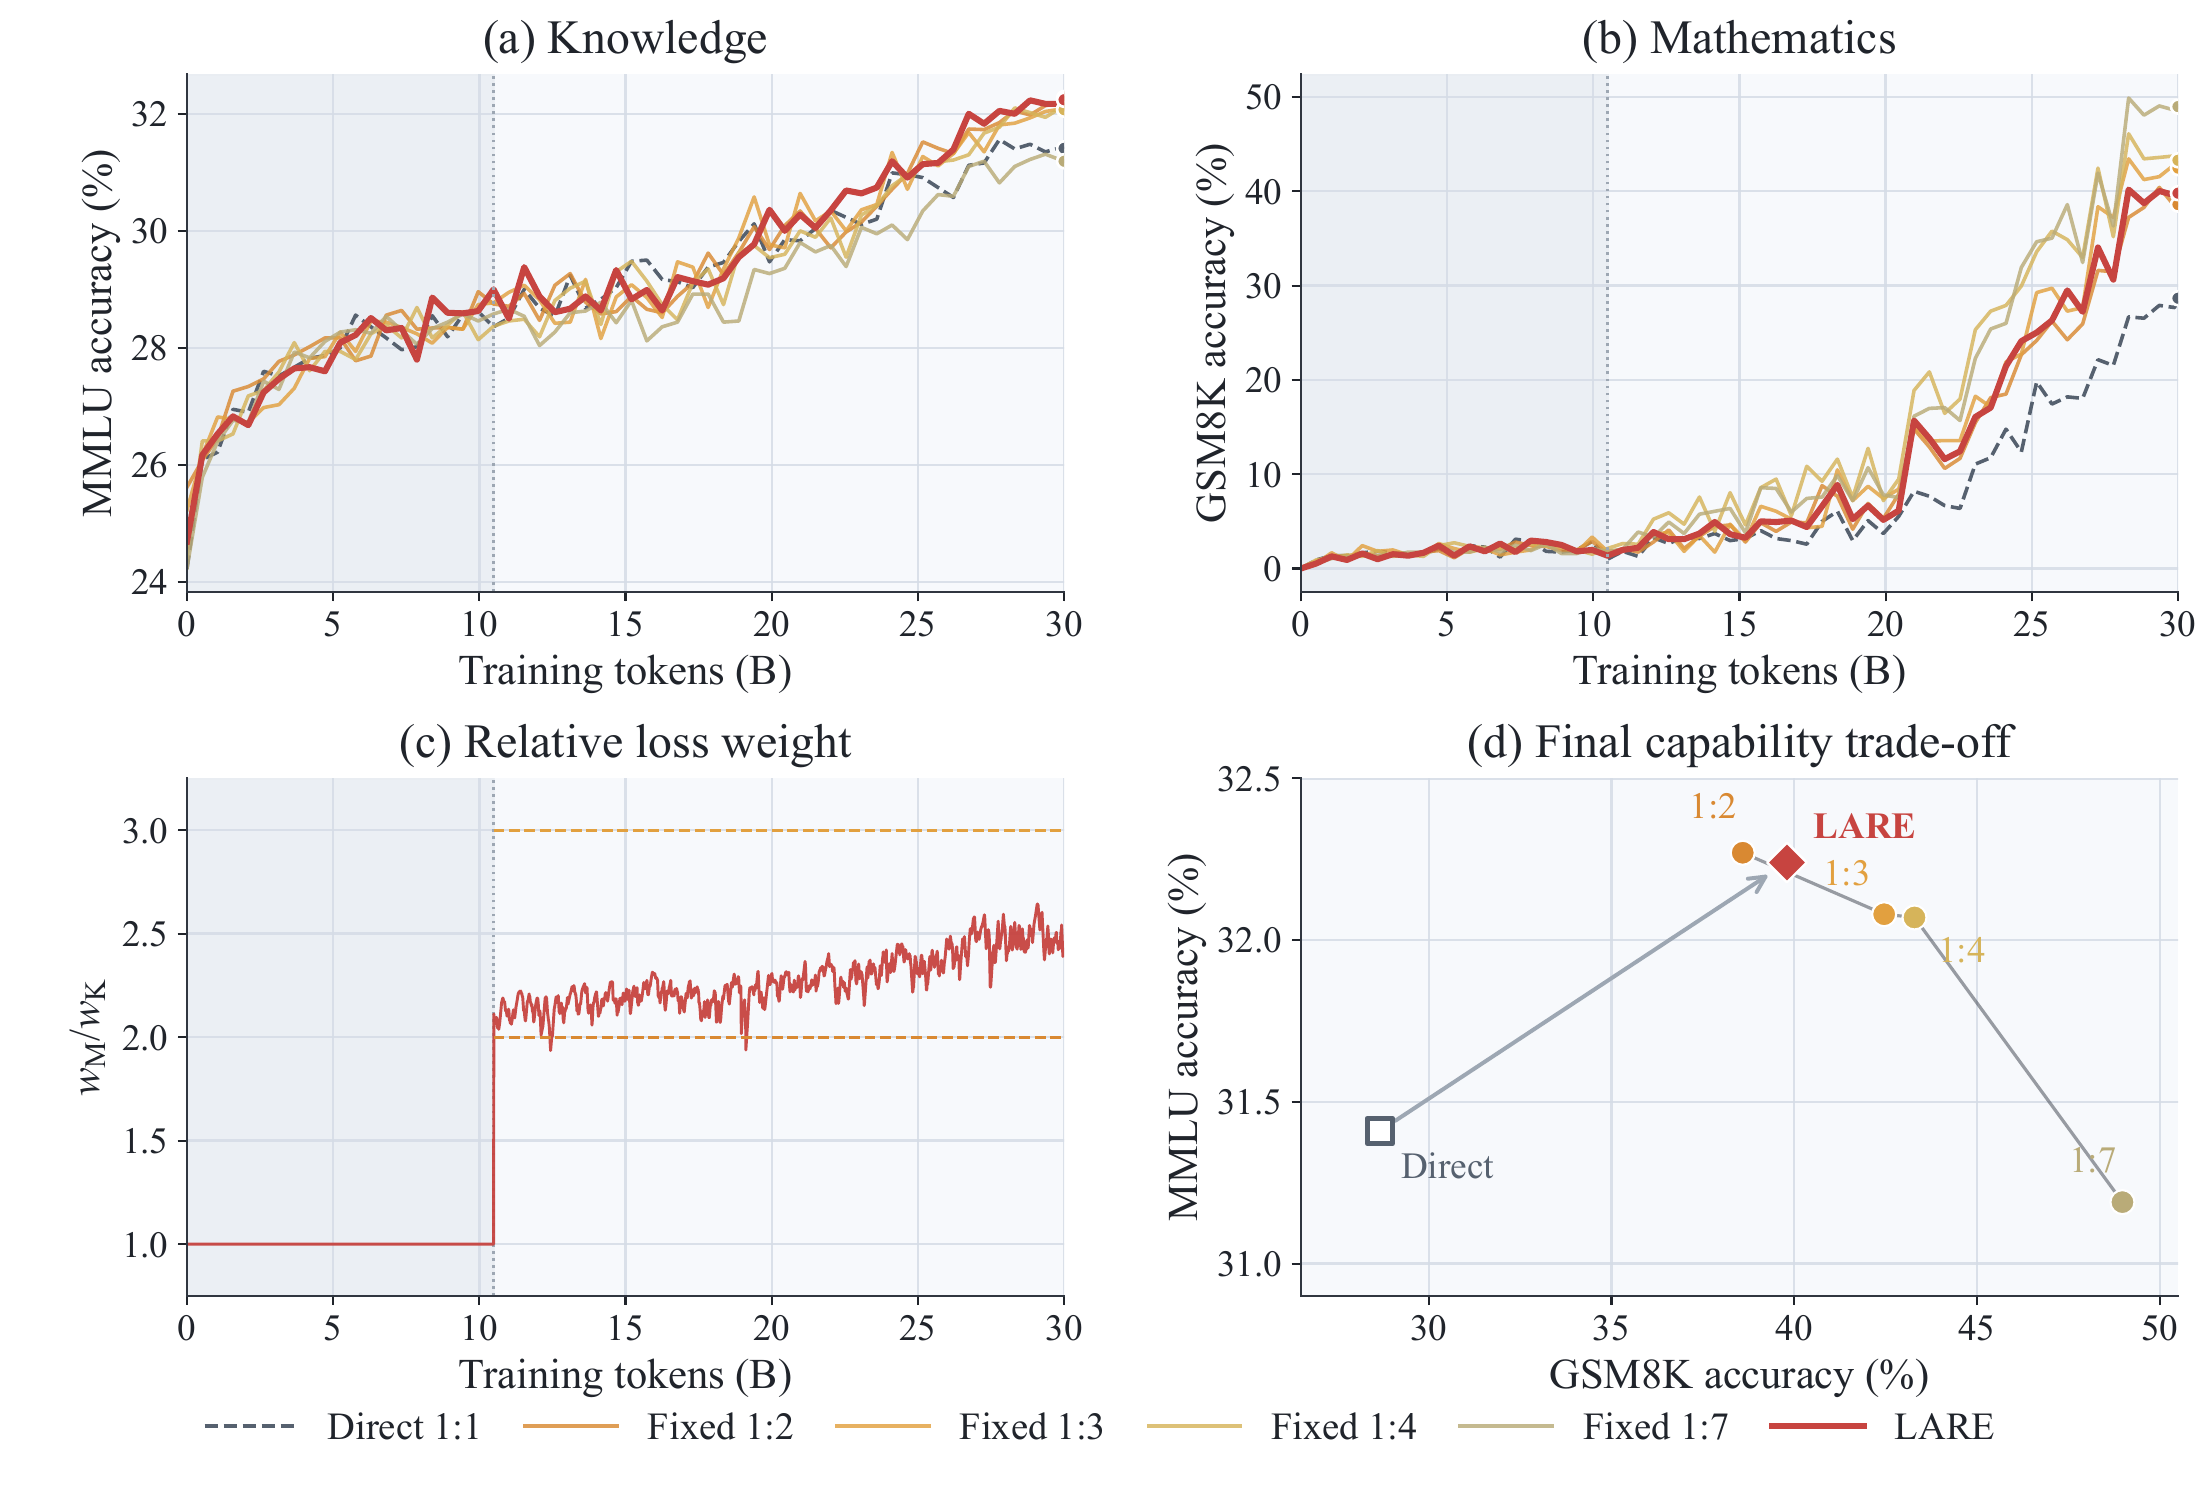 (a) Knowledge
MMLU accuracy (%)
32
30
28
26
24
0 5 10 15 20 25 30
Training tokens (B)
(b) Mathematics
GSM8K accuracy (%)
50
40
30
20
10
0
0 5 10 15 20 25 30
Training tokens (B)
(c) Relative loss weight
wM/wK
3.0
2.5
2.0
1.5
1.0
0 5 10 15 20 25 30
Training tokens (B)
(d) Final capability trade-off
MMLU accuracy (%)
32.5
32.0
31.5
31.0
1:2
LARE
1:3
1:4
1:7
Direct
30 35 40 45 50
GSM8K accuracy (%)
Direct 1:1 Fixed 1:2 Fixed 1:3 Fixed 1:4 Fixed 1:7 LARE